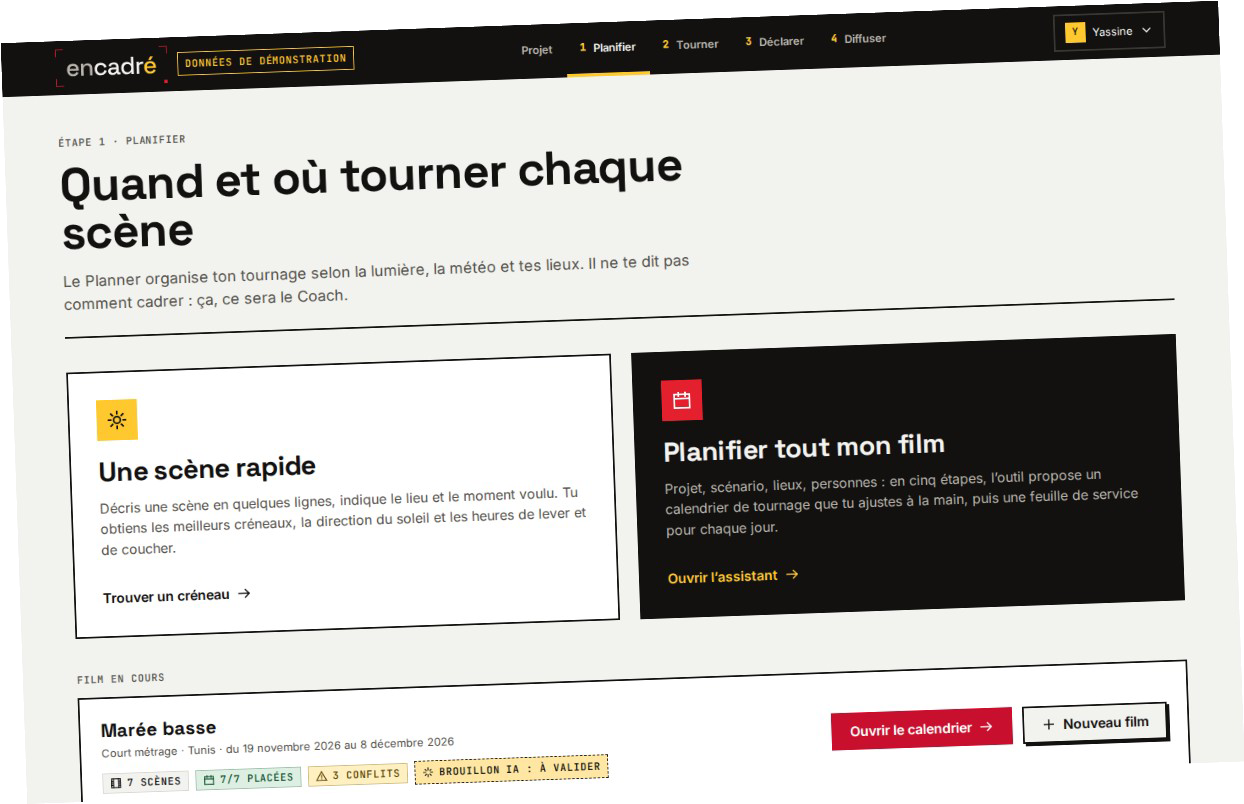 encadré
DONNÉES DE DÉMONSTRATION
Projet
1 Planifier
2 Tourner
3 Déclarer
4 Diffuser
Y Yassine
ÉTAPE 1 · PLANIFIER
Quand et où tourner chaque
scène
Le Planner organise ton tournage selon la lumière, la météo et tes lieux. Il ne te dit pas
comment cadrer : ça, ce sera le Coach.
Une scène rapide
Décris une scène en quelques lignes, indique le lieu et le moment voulu. Tu
obtiens les meilleurs créneaux, la direction du soleil et les heures de lever et
de coucher.
Trouver un créneau →
Planifier tout mon film
Projet, scénario, lieux, personnes : en cinq étapes, l’outil propose un
calendrier de tournage que tu ajustes à la main, puis une feuille de service
pour chaque jour.
Ouvrir l’assistant →
FILM EN COURS
Marée basse
Court métrage · Tunis · du 19 novembre 2026 au 8 décembre 2026
7 SCÈNES
7/7 PLACÉES
3 CONFLITS
BROUILLON IA : À VALIDER
Ouvrir le calendrier →
+ Nouveau film